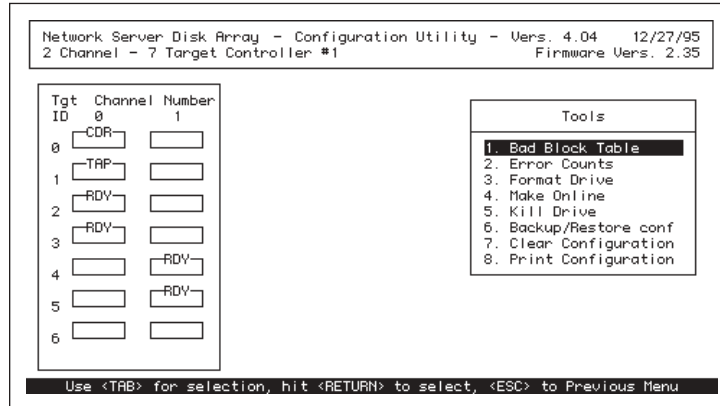 Network Server Disk Array - Configuration Utility - Vers. 4.04 12/27/95
2 Channel - 7 Target Controller #1 Firmware Vers. 2.35
Tgt Channel Number
ID 0 1
CDR
0
TAP
1
RDY
2
RDY
3
RDY
4
RDY
5
6
Tools
1. Bad Block Table
2. Error Counts
3. Format Drive
4. Make Online
5. Kill Drive
6. Backup/Restore conf
7. Clear Configuration
8. Print Configuration
Use <TAB> for selection, hit <RETURN> to select, <ESC> to Previous Menu